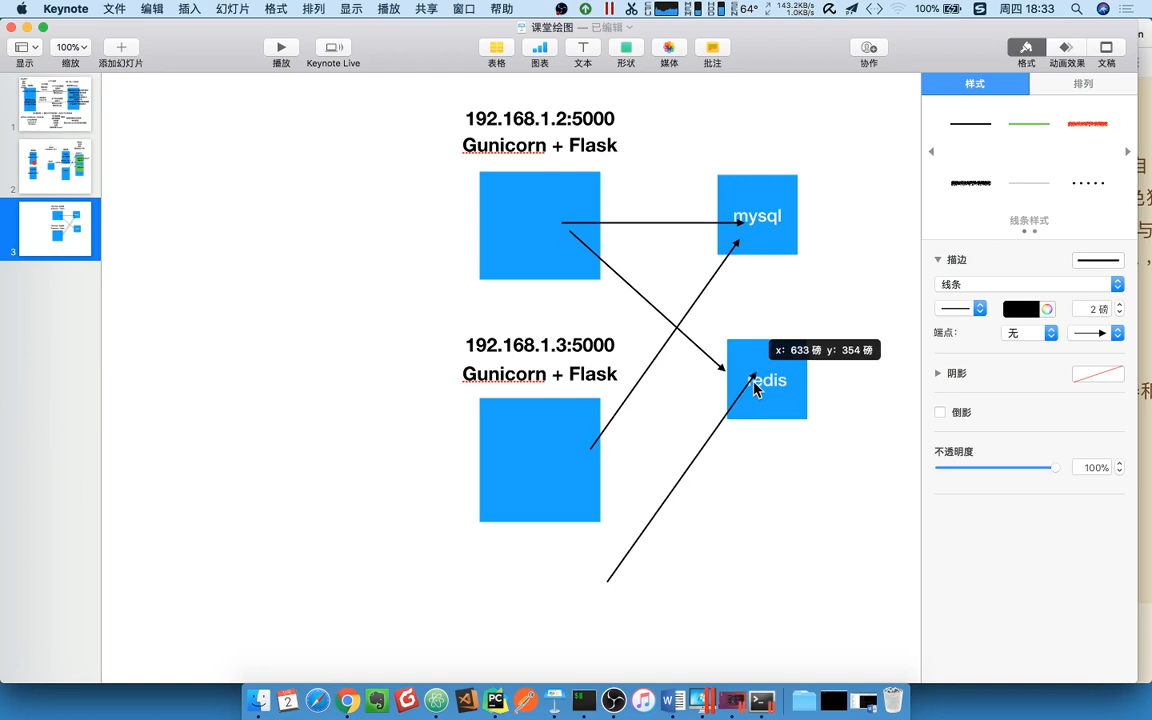 Keynote 文件 编辑 插入 幻灯片 格式 排列 显示 播放 共享 窗口 帮助 64° 143.2KB/s 1.0KB/s 100% 周四 18:33
课堂绘图 — 已编辑
100%
显示 缩放 添加幻灯片 播放 Keynote Live 表格 图表 文本 形状 媒体 批注 协作 格式 动画效果 文稿
样式 排列
1
2
3
192.168.1.2:5000
Gunicorn + Flask
mysql
192.168.1.3:5000
Gunicorn + Flask
x: 633 磅 y: 354 磅
redis
线条样式
描边
线条
2 磅
端点: 无
阴影
倒影
不透明度
100%